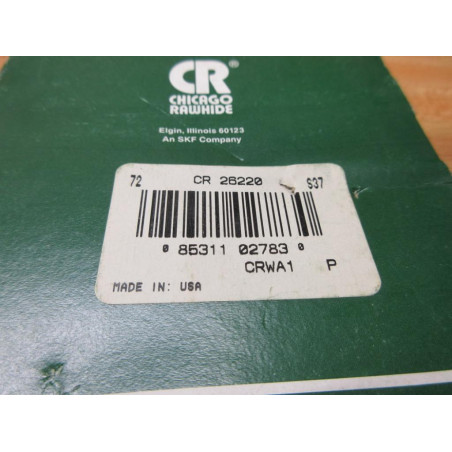 CR
CHICAGO
RAWHIDE
Elgin, Illinois 60123
An SKF Company
72 CR 26220 S37
0 85311 02783 0
CRWA1 P
MADE IN: USA